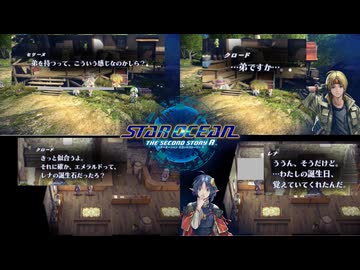 セリーヌ
弟を持つって、こういう感じなのかしら？
クロード
…弟ですか…。
STAR OCEAN
THE SECOND STORY R
クロード
きっと似合うよ。
それに確か、エメラルドって、
レナの誕生石だったろ？
レナ
ううん、そうだけど。
…わたしの誕生日、
覚えていてくれたんだ。